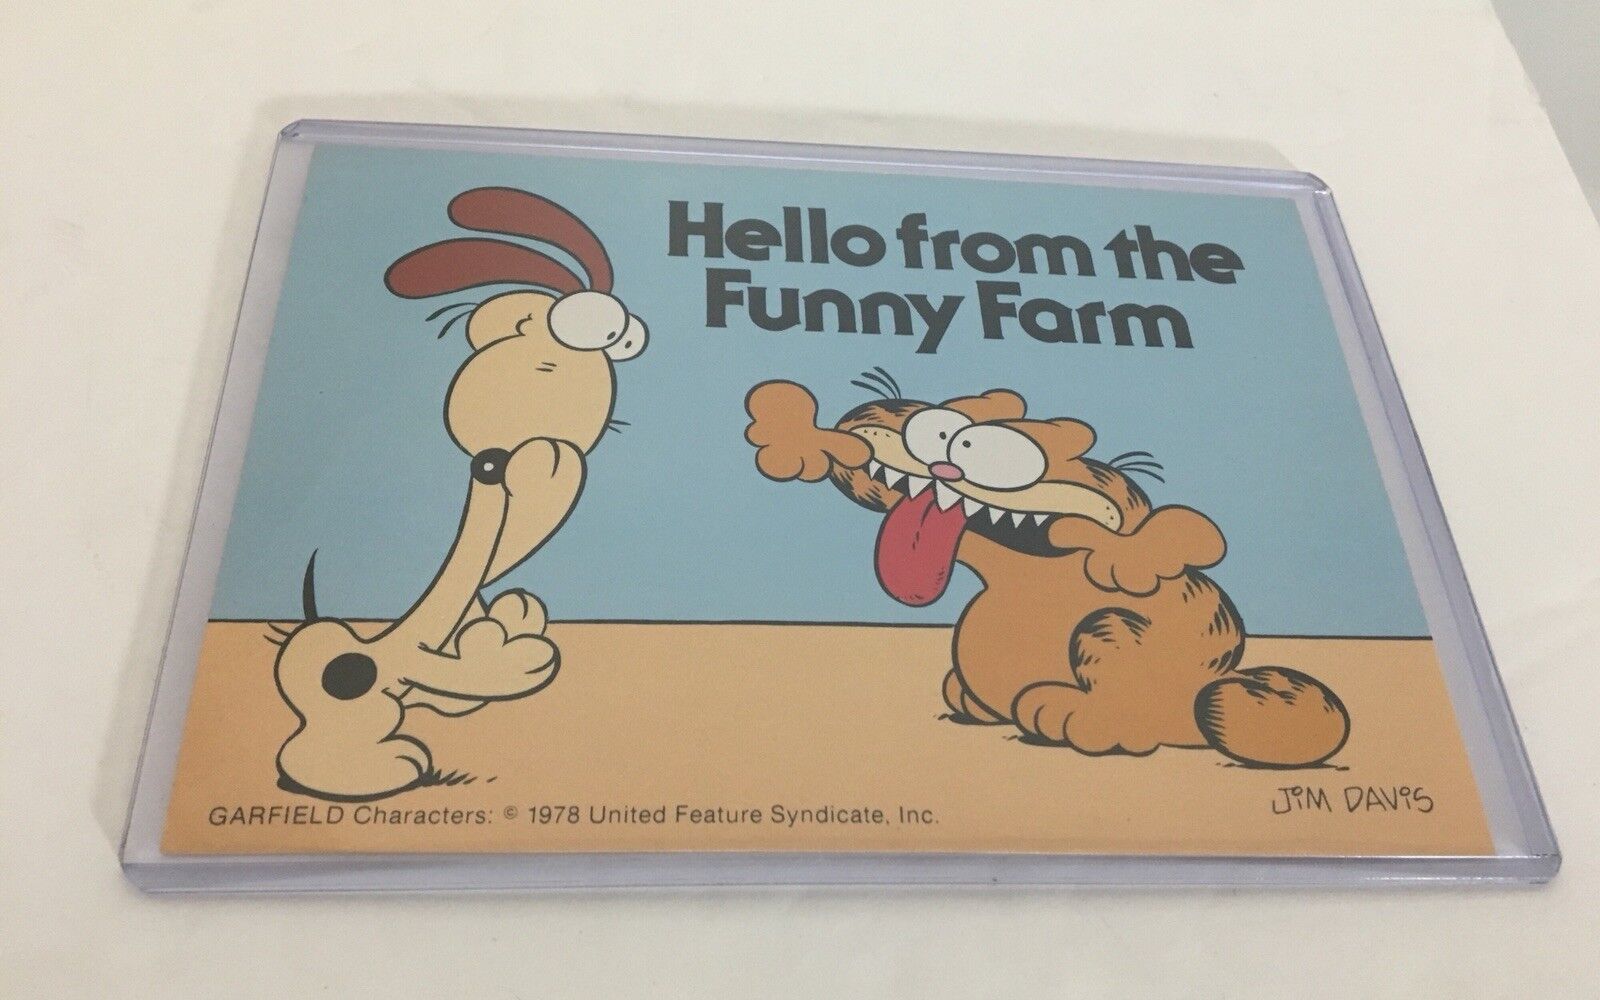 Hello from the
Funny Farm
GARFIELD Characters: © 1978 United Feature Syndicate, Inc.
JIM DAVIS